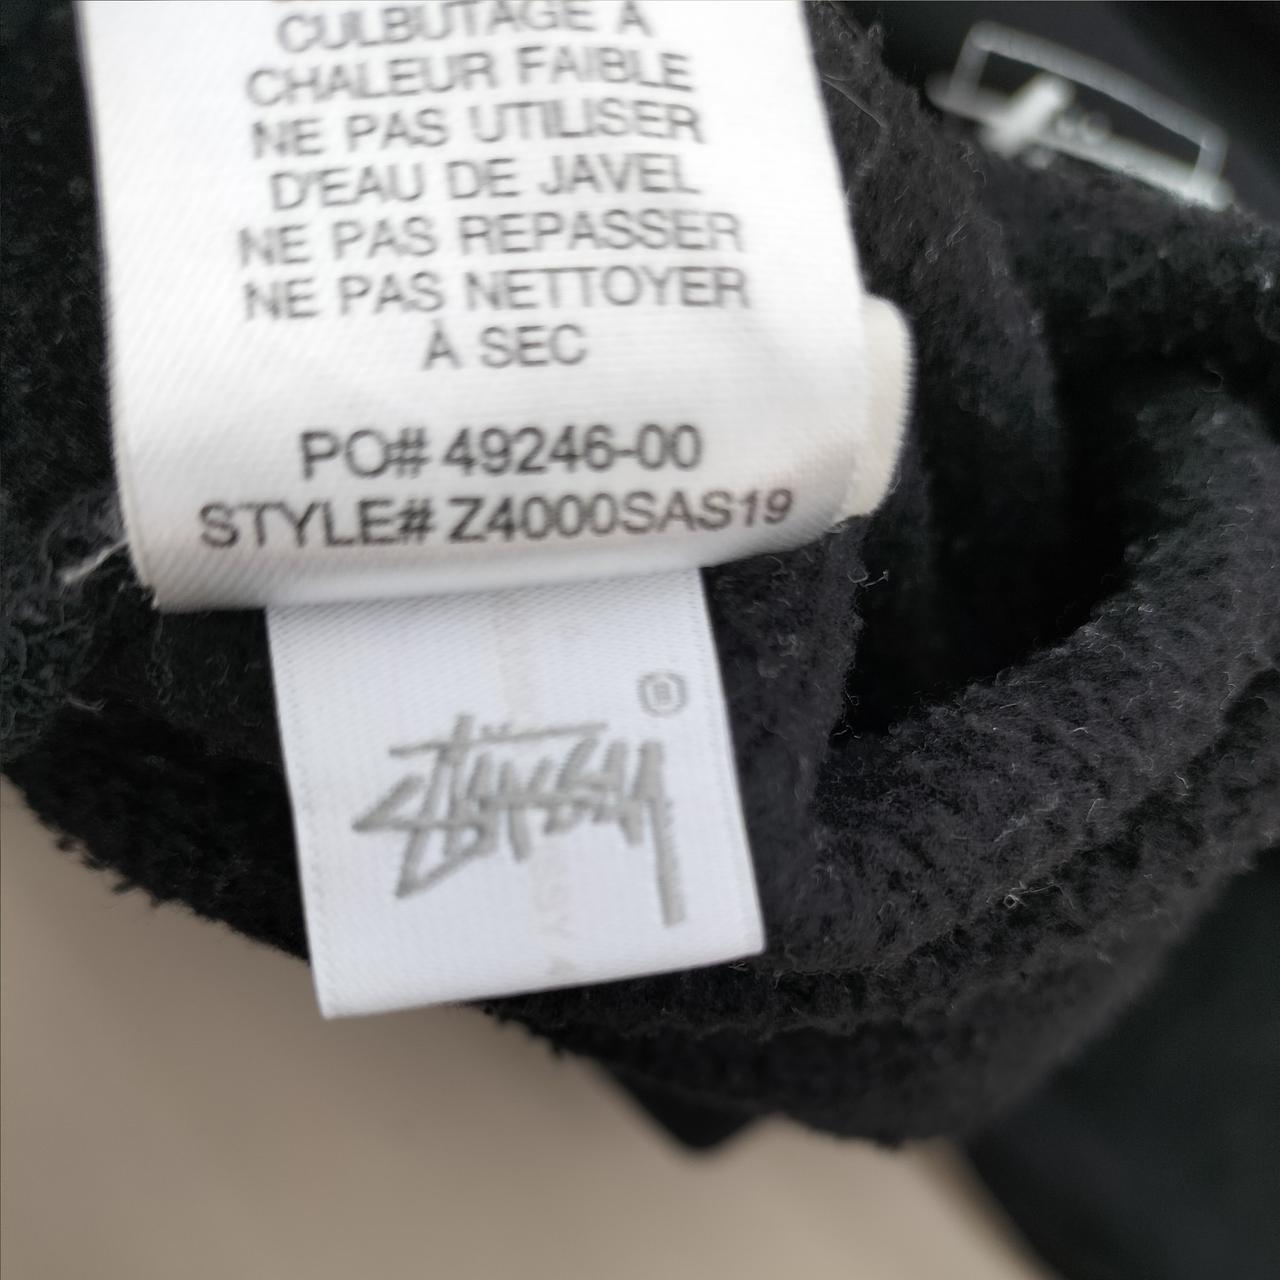 CULBUTAGE À
CHALEUR FAIBLE
NE PAS UTILISER
D'EAU DE JAVEL
NE PAS REPASSER
NE PAS NETTOYER
À SEC
PO# 49246-00
STYLE# Z4000SAS19
®
Stüssy